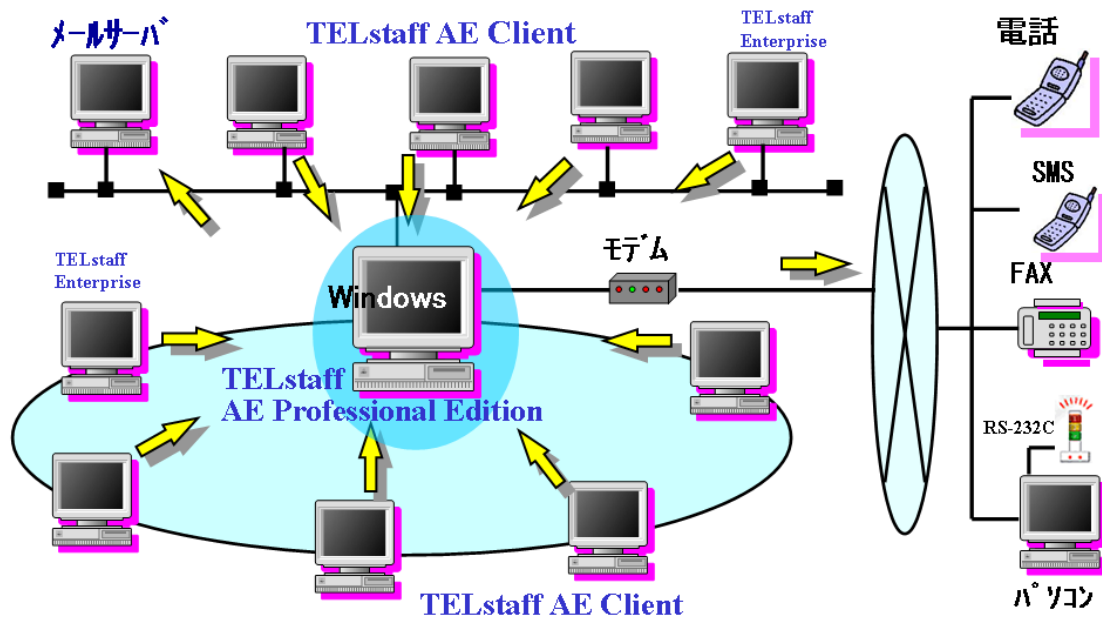 メールサーバ
TELstaff AE Client
TELstaff
Enterprise
電話
SMS
TELstaff
Enterprise
モデム
FAX
Windows
TELstaff
AE Professional Edition
RS-232C
TELstaff AE Client
パソコン